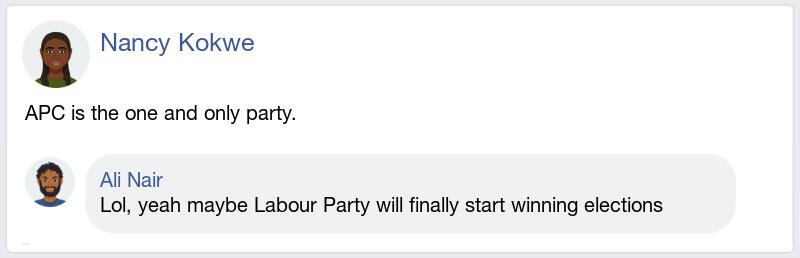 Nancy Kokwe
APC is the one and only party.
Ali Nair
Lol, yeah maybe Labour Party will finally start winning elections